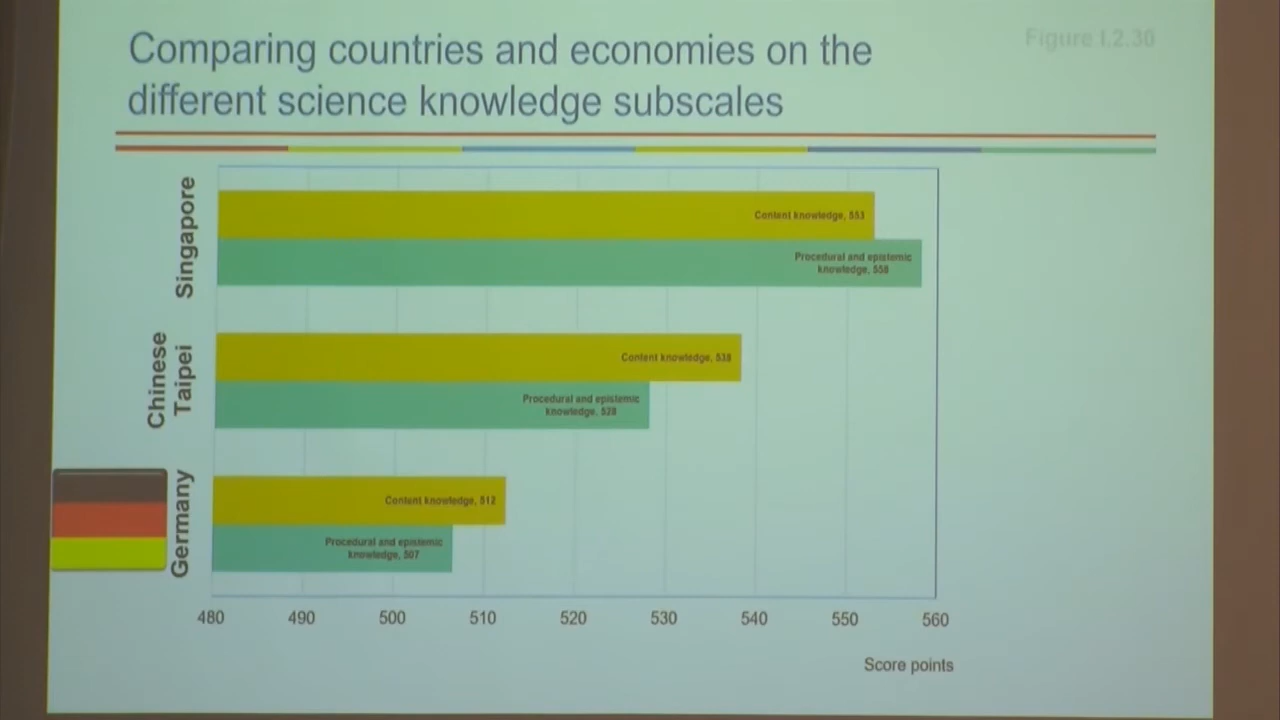 Comparing countries and economies on the
different science knowledge subscales
Figure I.2.30
Singapore
Content knowledge, 553
Procedural and epistemic
knowledge, 558
Chinese
Taipei
Content knowledge, 538
Procedural and epistemic
knowledge, 528
Germany
Content knowledge, 512
Procedural and epistemic
knowledge, 507
480 490 500 510 520 530 540 550 560
Score points